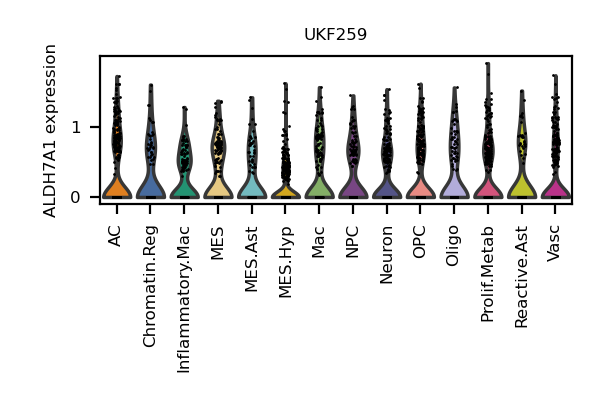 UKF259
ALDH7A1 expression
1
0
AC
Chromatin.Reg
Inflammatory.Mac
MES
MES.Ast
MES.Hyp
Mac
NPC
Neuron
OPC
Oligo
Prolif.Metab
Reactive.Ast
Vasc